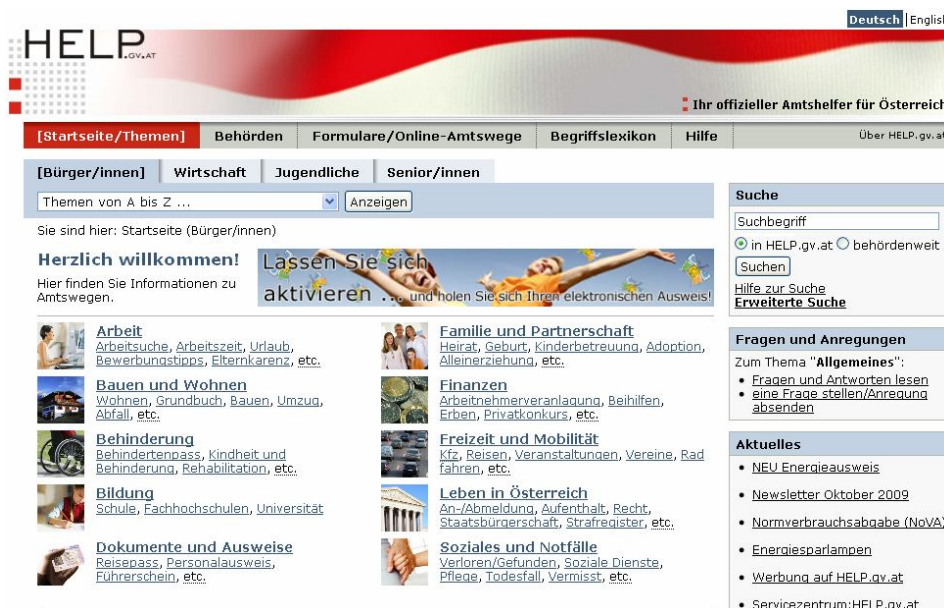 Deutsch | English
HELP.GV.AT
Ihr offizieller Amtshelfer für Österreich
[Startseite/Themen] Behörden Formulare/Online-Amtswege Begriffslexikon Hilfe Über HELP.gv.at
[Bürger/innen] Wirtschaft Jugendliche Senior/innen
Themen von A bis Z ... Anzeigen
Sie sind hier: Startseite (Bürger/innen)
Herzlich willkommen!
Hier finden Sie Informationen zu
Amtswegen.
Lassen Sie sich
aktivieren ... und holen Sie sich Ihren elektronischen Ausweis!
Arbeit
Arbeitsuche, Arbeitszeit, Urlaub,
Bewerbungstipps, Elternkarenz, etc.
Bauen und Wohnen
Wohnen, Grundbuch, Bauen, Umzug,
Abfall, etc.
Behinderung
Behindertenpass, Kindheit und
Behinderung, Rehabilitation, etc.
Bildung
Schule, Fachhochschulen, Universität
Dokumente und Ausweise
Reisepass, Personalausweis,
Führerschein, etc.
Familie und Partnerschaft
Heirat, Geburt, Kinderbetreuung, Adoption,
Alleinerziehung, etc.
Finanzen
Arbeitnehmerveranlagung, Beihilfen,
Erben, Privatkonkurs, etc.
Freizeit und Mobilität
Kfz, Reisen, Veranstaltungen, Vereine, Rad
fahren, etc.
Leben in Österreich
An-/Abmeldung, Aufenthalt, Recht,
Staatsbürgerschaft, Strafregister, etc.
Soziales und Notfälle
Verloren/Gefunden, Soziale Dienste,
Pflege, Todesfall, Vermisst, etc.
Suche
Suchbegriff
in HELP.gv.at behördenweit
Suchen
Hilfe zur Suche
Erweiterte Suche
Fragen und Anregungen
Zum Thema "Allgemeines":
• Fragen und Antworten lesen
• eine Frage stellen/Anregung
absenden
Aktuelles
• NEU Energieausweis
• Newsletter Oktober 2009
• Normverbrauchsabgabe (NoVA)
• Energiesparlampen
• Werbung auf HELP.gv.at
• Servicezentrum:HELP.gv.at